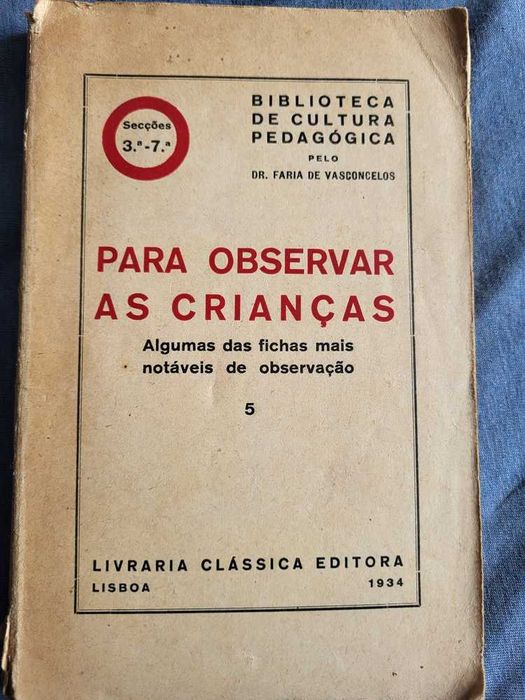 Secções
3.ª-7.ª
BIBLIOTECA
DE CULTURA
PEDAGÓGICA
PELO
DR. FARIA DE VASCONCELOS
PARA OBSERVAR
AS CRIANÇAS
Algumas das fichas mais
notáveis de observação
5
LIVRARIA CLÁSSICA EDITORA
LISBOA 1934